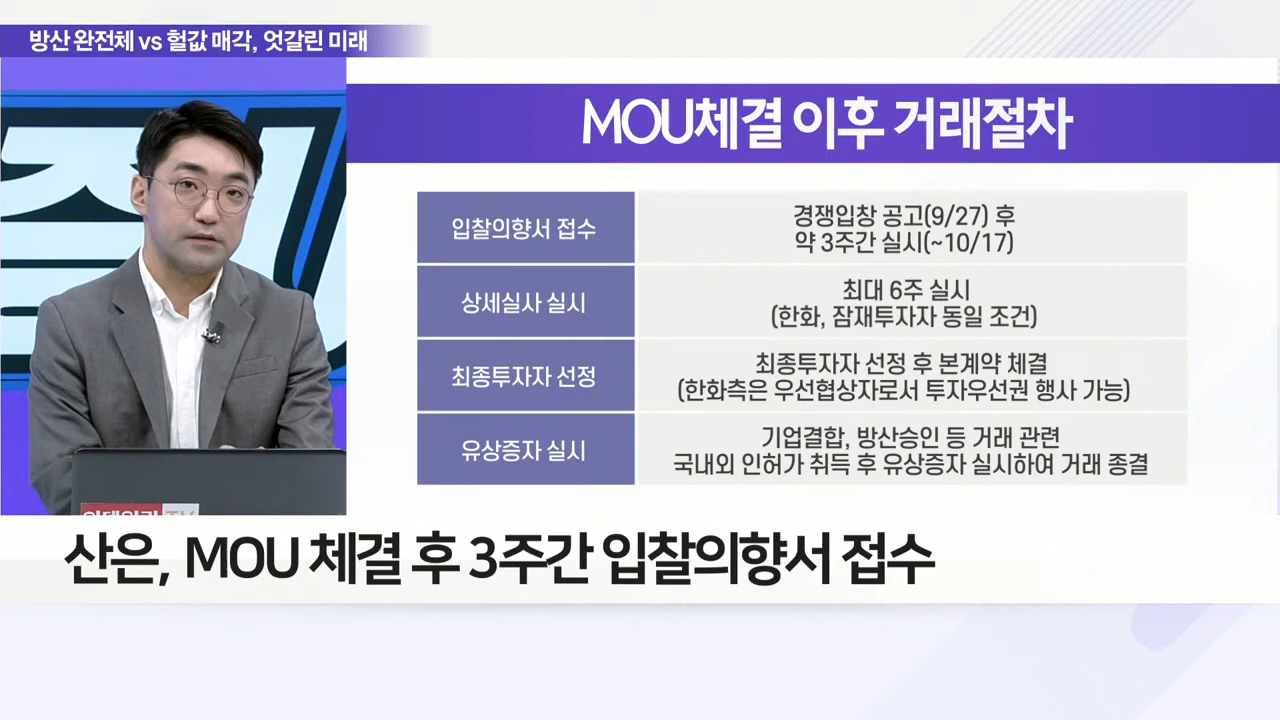 방산 완전체 vs 헐값 매각, 엇갈린 미래
MOU체결 이후 거래절차
입찰의향서 접수
경쟁입창 공고(9/27) 후
약 3주간 실시(~10/17)
상세실사 실시
최대 6주 실시
(한화, 잠재투자자 동일 조건)
최종투자자 선정
최종투자자 선정 후 본계약 체결
(한화측은 우선협상자로서 투자우선권 행사 가능)
유상증자 실시
기업결합, 방산승인 등 거래 관련
국내외 인허가 취득 후 유상증자 실시하여 거래 종결
산은, MOU 체결 후 3주간 입찰의향서 접수